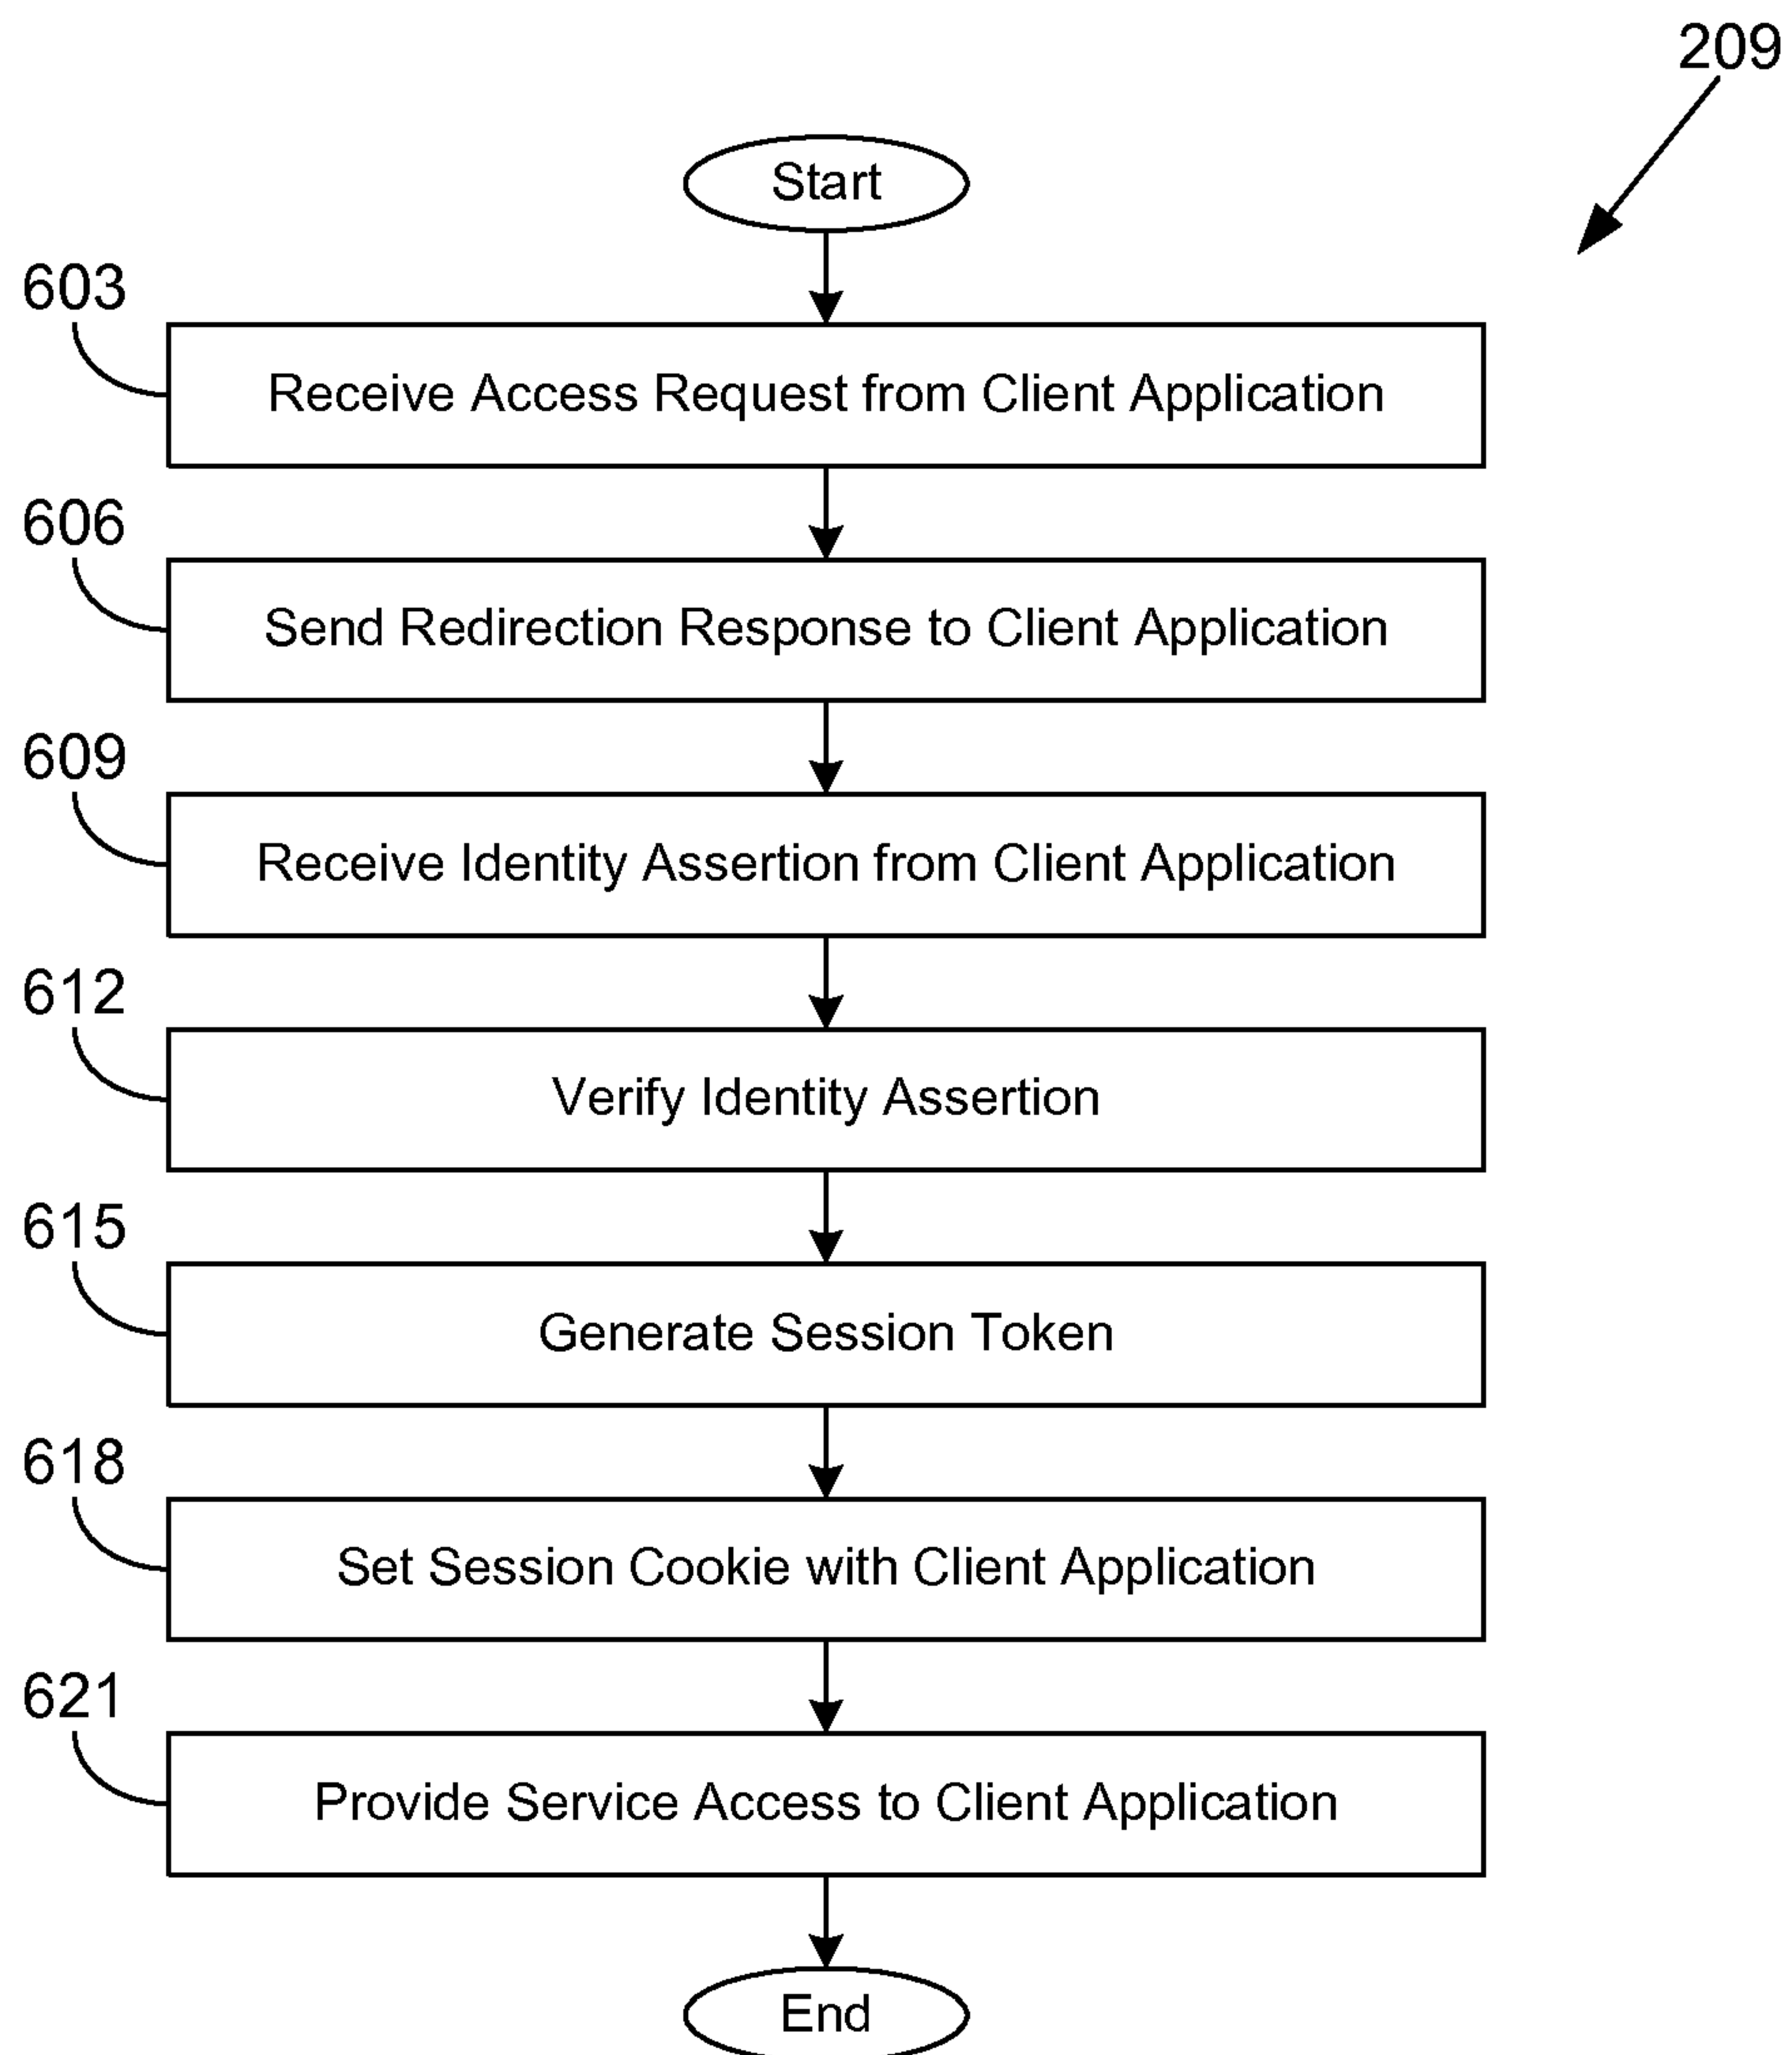 209
Start
603
Receive Access Request from Client Application
606
Send Redirection Response to Client Application
609
Receive Identity Assertion from Client Application
612
Verify Identity Assertion
615
Generate Session Token
618
Set Session Cookie with Client Application
621
Provide Service Access to Client Application
End